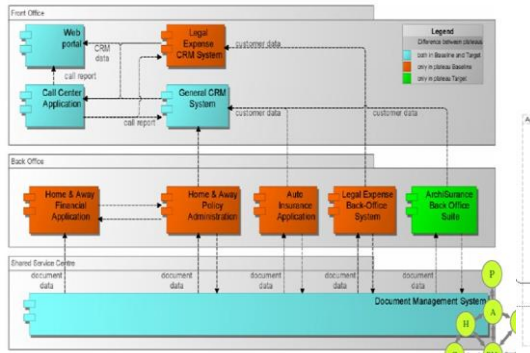 Front Office
Web
portal
Legal
Expense
CRM System
Legend
Difference between plateaus
both in Baseline and Target
only in plateau Baseline
only in plateau Target
CRM
data
customer data
call report
Call Center
Application
General CRM
System
call report
customer data
customer data
Back Office
Home & Away
Financial
Application
Home & Away
Policy
Administration
Auto
Insurance
Application
Legal Expense
Back-Office
System
ArchiSurance
Back Office
Suite
Shared Service Centre
document
data
document
data
document
data
document
data
document
data
Document Management System
P
A
H